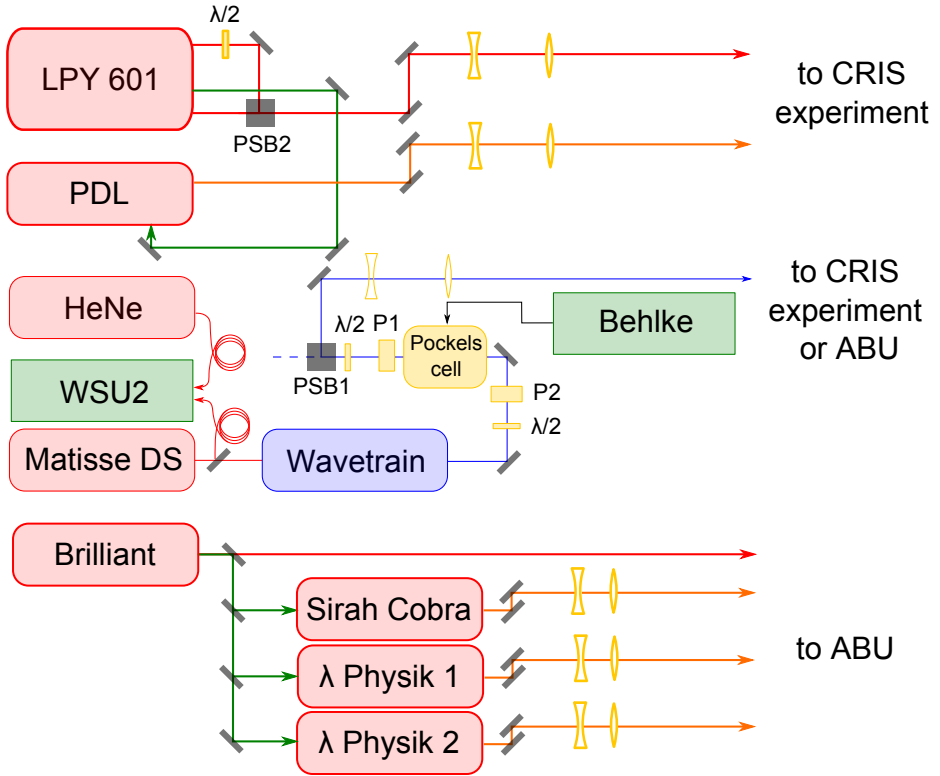 λ/2
LPY 601
PSB2
to CRIS
experiment
PDL
HeNe
λ/2
P1
Pockels
cell
Behlke
to CRIS
experiment
or ABU
PSB1
WSU2
P2
λ/2
Matisse DS
Wavetrain
Brilliant
Sirah Cobra
λ Physik 1
to ABU
λ Physik 2